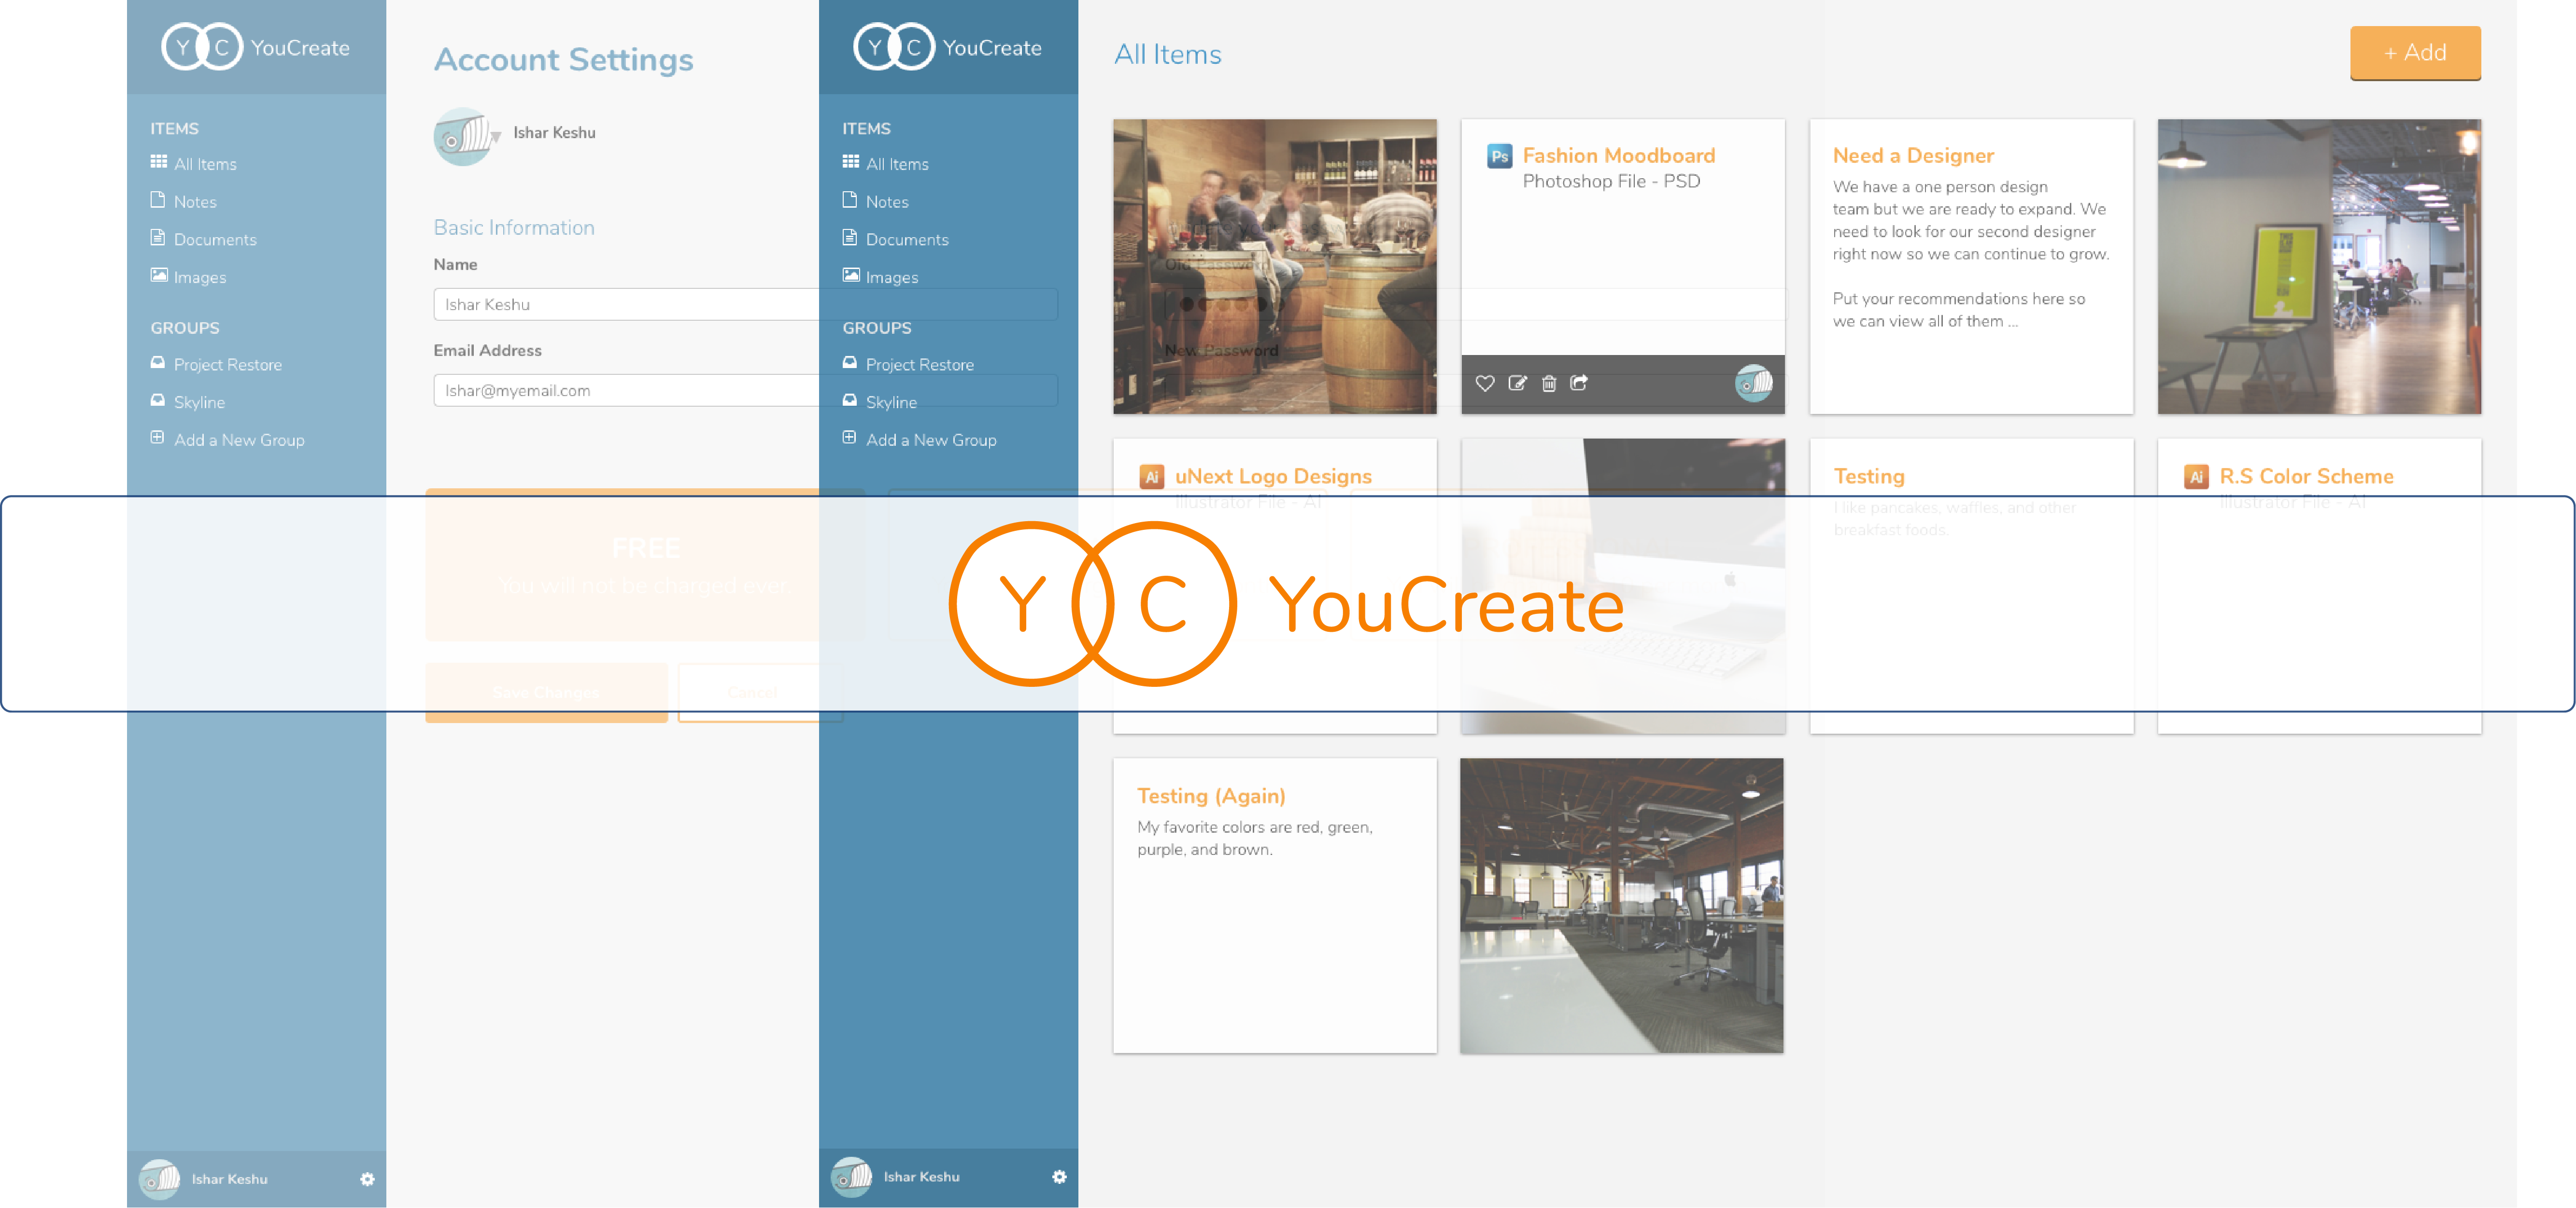 Y C YouCreate
ITEMS
All Items
Notes
Documents
Images
GROUPS
Project Restore
Skyline
Add a New Group
Ishar Keshu
Account Settings
Ishar Keshu
Basic Information
Name
Ishar Keshu
Email Address
Ishar@myemail.com
FREE
You will not be charged ever
Save Changes
Cancel
Y C YouCreate
ITEMS
All Items
Notes
Documents
Images
GROUPS
Project Restore
Skyline
Add a New Group
Ishar Keshu
All Items
+ Add
Old Password
New Password
Ps Fashion Moodboard
Photoshop File - PSD
Need a Designer
We have a one person design
team but we are ready to expand. We
need to look for our second designer
right now so we can continue to grow.
Put your recommendations here so
we can view all of them ...
Ai uNext Logo Designs
Illustrator File - AI
Testing
I like pancakes, waffles, and other
breakfast foods.
Ai R.S Color Scheme
Illustrator File - AI
Y C YouCreate
Testing (Again)
My favorite colors are red, green,
purple, and brown.